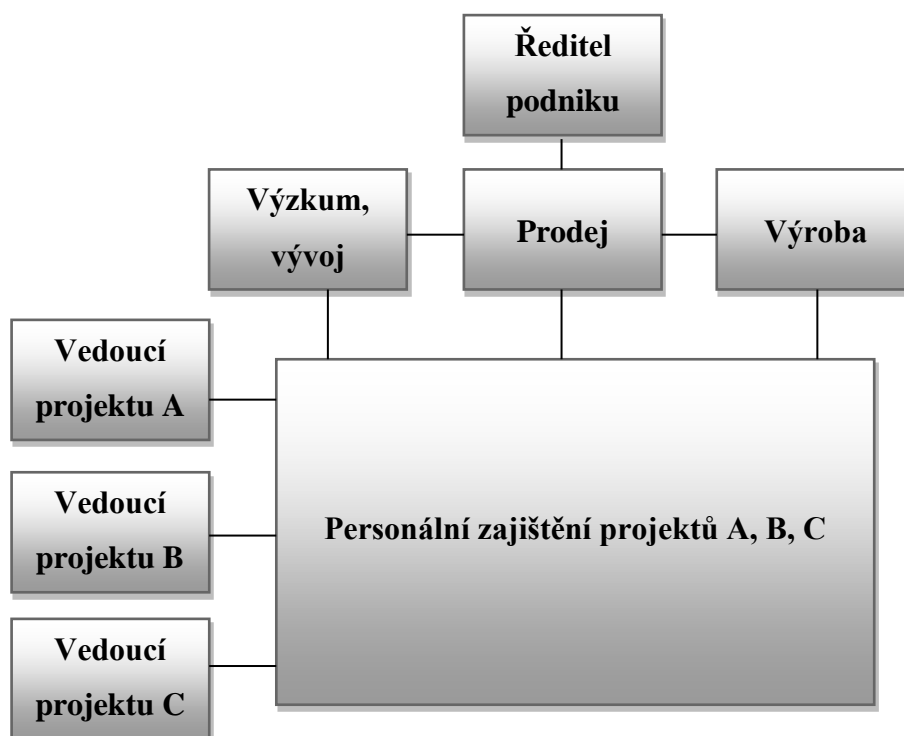 Ředitel
podniku
Výzkum,
vývoj
Prodej
Výroba
Vedoucí
projektu A
Vedoucí
projektu B
Vedoucí
projektu C
Personální zajištění projektů A, B, C